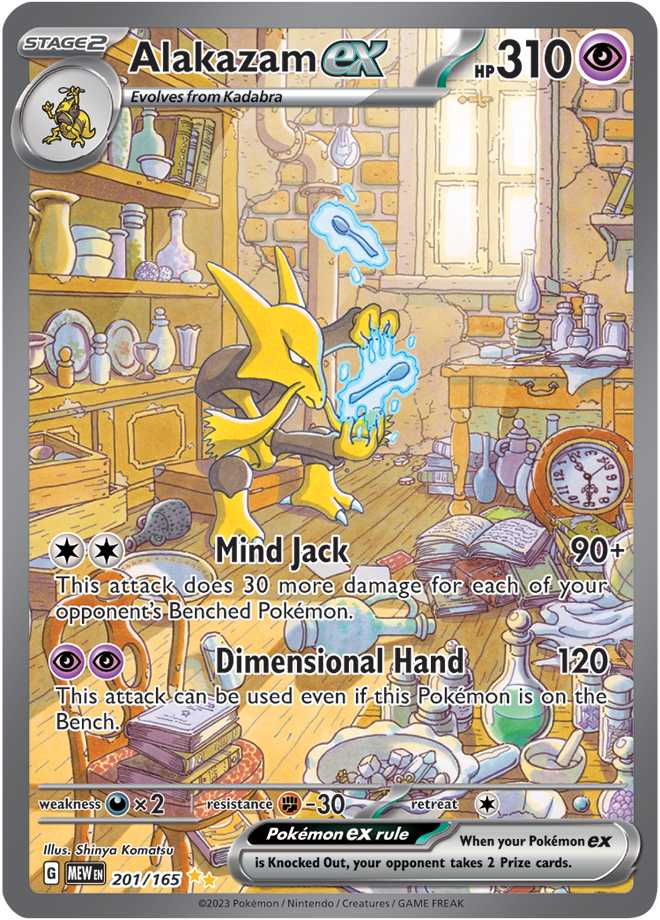 STAGE2
Alakazam ex
HP 310
Evolves from Kadabra
Mind Jack 90+
This attack does 30 more damage for each of your
opponent's Benched Pokémon.
Dimensional Hand 120
This attack can be used even if this Pokémon is on the
Bench.
weakness ×2 resistance -30 retreat
Illus. Shinya Komatsu
Pokémon ex rule
When your Pokémon ex
is Knocked Out, your opponent takes 2 Prize cards.
G MEW EN 201/165
©2023 Pokémon / Nintendo / Creatures / GAME FREAK